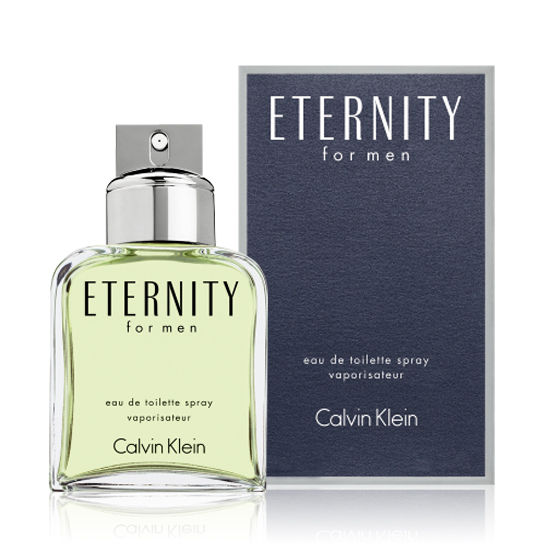 ETERNITY
for men
eau de toilette spray
vaporisateur
Calvin Klein
ETERNITY
for men
eau de toilette spray
vaporisateur
Calvin Klein